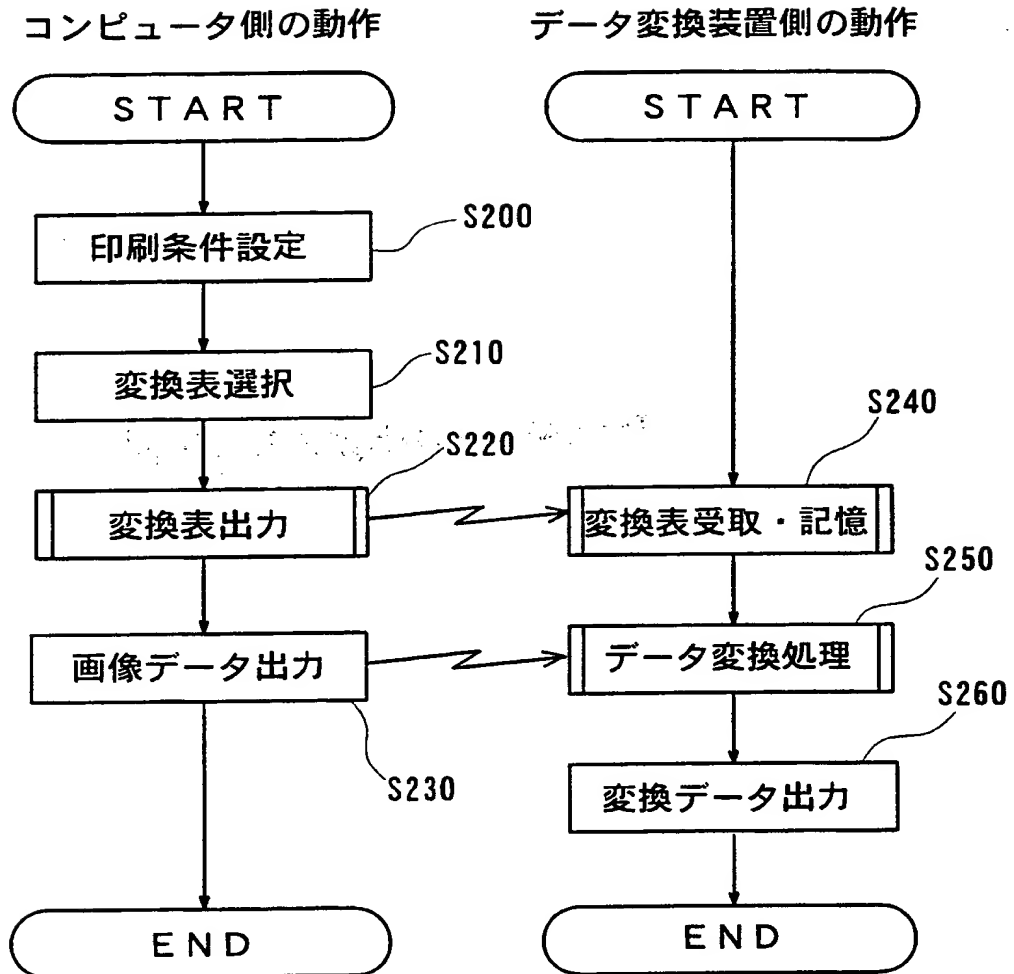 コンピュータ側の動作
START
S200
印刷条件設定
S210
変換表選択
S220
変換表出力
画像データ出力
S230
END
データ変換装置側の動作
START
S240
変換表受取・記憶
S250
データ変換処理
S260
変換データ出力
END